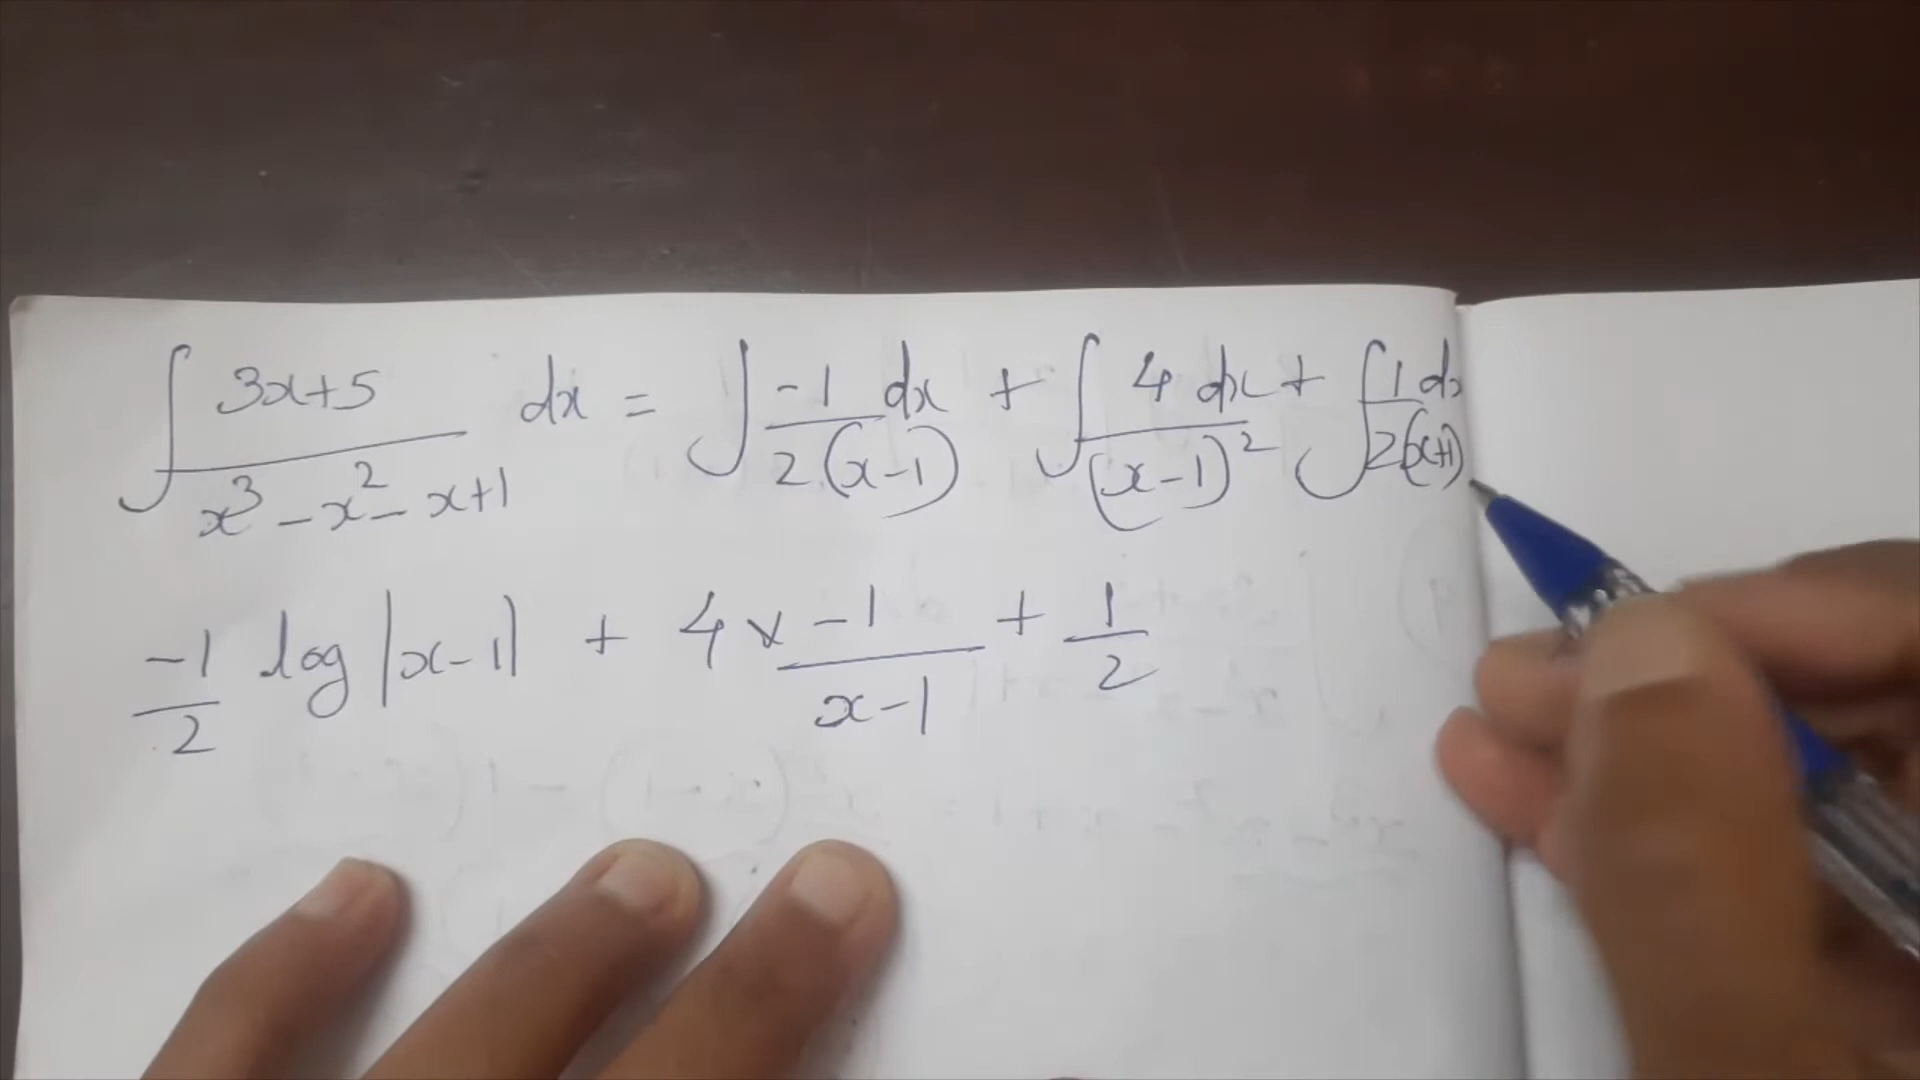 ∫ 3x+5 / x³ - x² - x+1 dx = ∫ -1 / 2(x-1) dx + ∫ 4 dx / (x-1)² + ∫ 1 dx / 2(x+1)
-1/2 log |x-1| + 4 × -1 / x-1 + 1/2